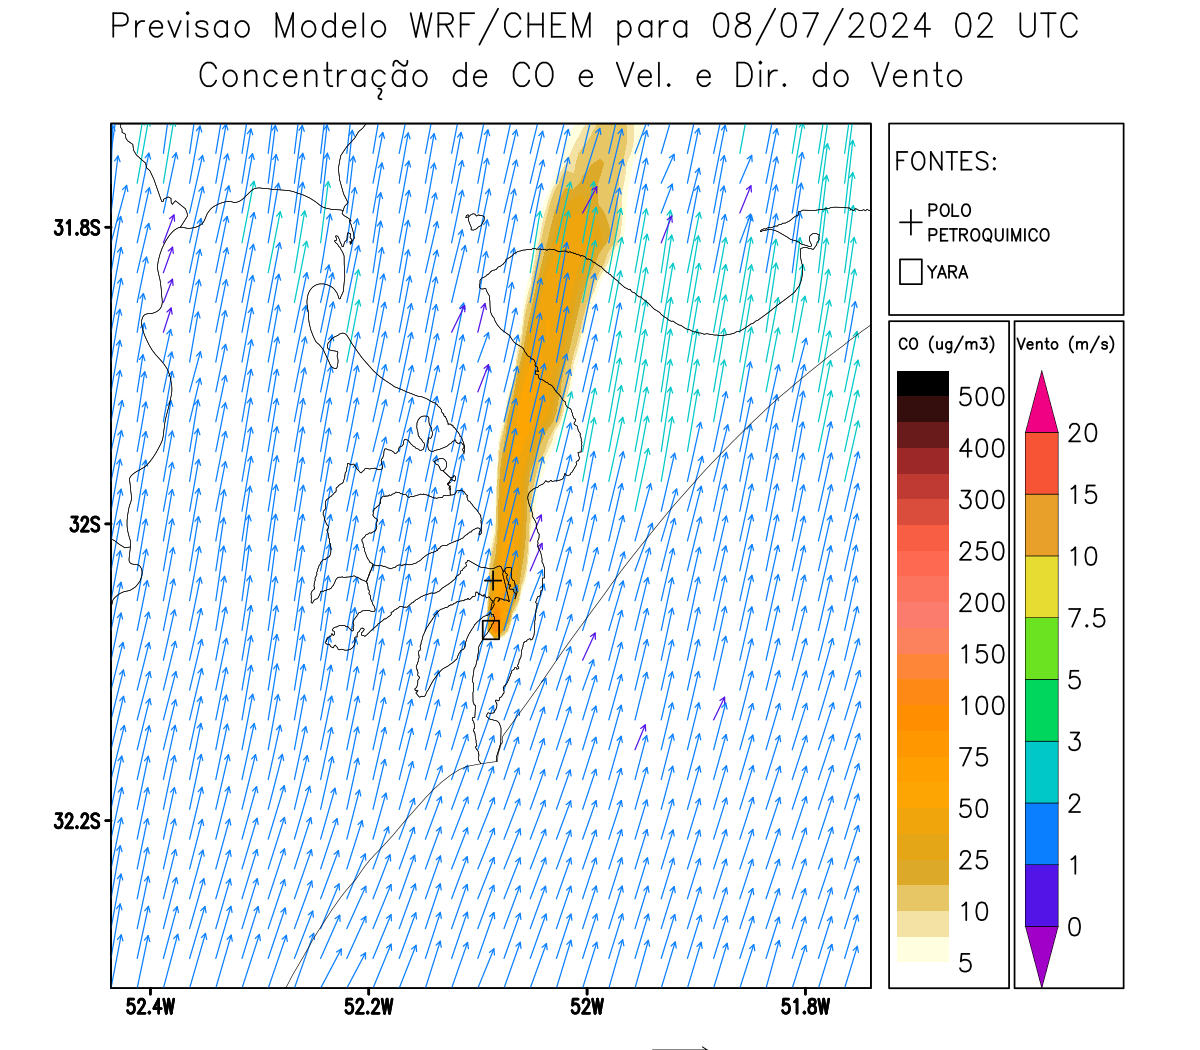 Previsao Modelo WRF/CHEM para 08/07/2024 02 UTC
Concentração de CO e Vel. e Dir. do Vento
FONTES:
POLO
PETROQUIMICO
YARA
CO (ug/m3)
500
400
300
250
200
150
100
75
50
25
10
5
Vento (m/s)
20
15
10
7.5
5
3
2
1
0
31.8S
32S
32.2S
52.4W
52.2W
52W
51.8W